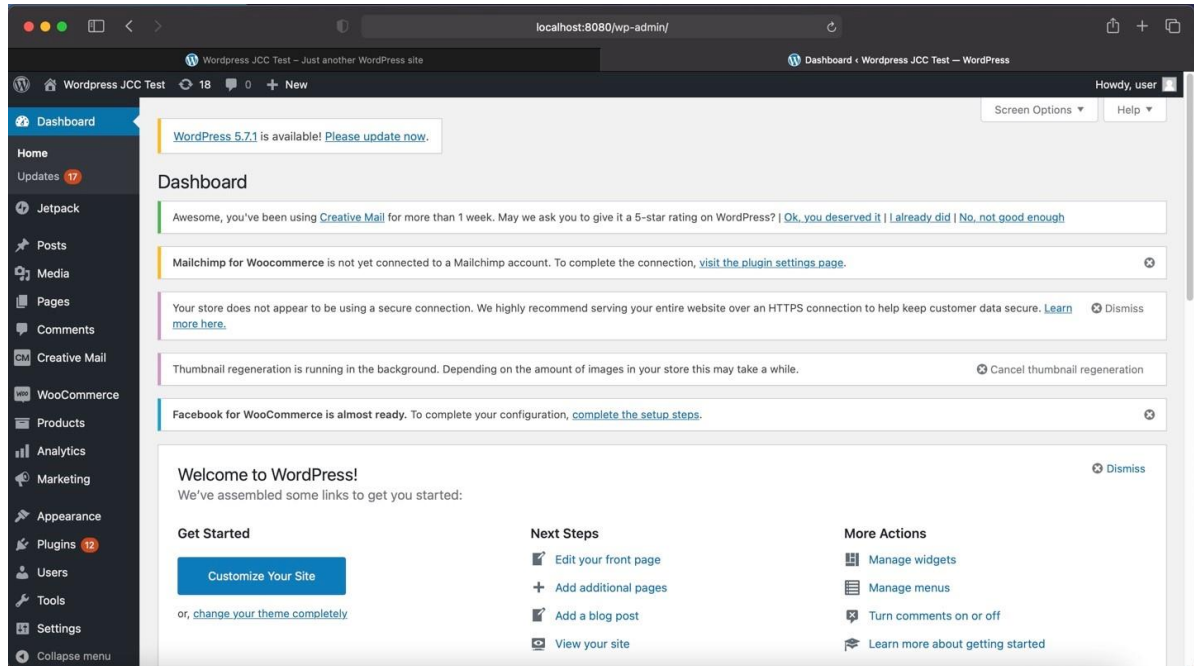 localhost:8080/wp-admin/
Wordpress JCC Test – Just another WordPress site
Dashboard ‹ Wordpress JCC Test — WordPress
Wordpress JCC Test 18 0 + New
Howdy, user
Dashboard
Home
Updates 17
Jetpack
Posts
Media
Pages
Comments
CM Creative Mail
woo WooCommerce
Products
Analytics
Marketing
Appearance
Plugins 12
Users
Tools
Settings
Collapse menu
Screen Options ▼
Help ▼
WordPress 5.7.1 is available! Please update now.
Dashboard
Awesome, you've been using Creative Mail for more than 1 week. May we ask you to give it a 5-star rating on WordPress? | Ok, you deserved it | I already did | No, not good enough
Mailchimp for Woocommerce is not yet connected to a Mailchimp account. To complete the connection, visit the plugin settings page.
Your store does not appear to be using a secure connection. We highly recommend serving your entire website over an HTTPS connection to help keep customer data secure. Learn
more here.
Dismiss
Thumbnail regeneration is running in the background. Depending on the amount of images in your store this may take a while.
Cancel thumbnail regeneration
Facebook for WooCommerce is almost ready. To complete your configuration, complete the setup steps.
Welcome to WordPress!
Dismiss
We've assembled some links to get you started:
Get Started
Customize Your Site
or, change your theme completely
Next Steps
Edit your front page
Add additional pages
Add a blog post
View your site
More Actions
Manage widgets
Manage menus
Turn comments on or off
Learn more about getting started